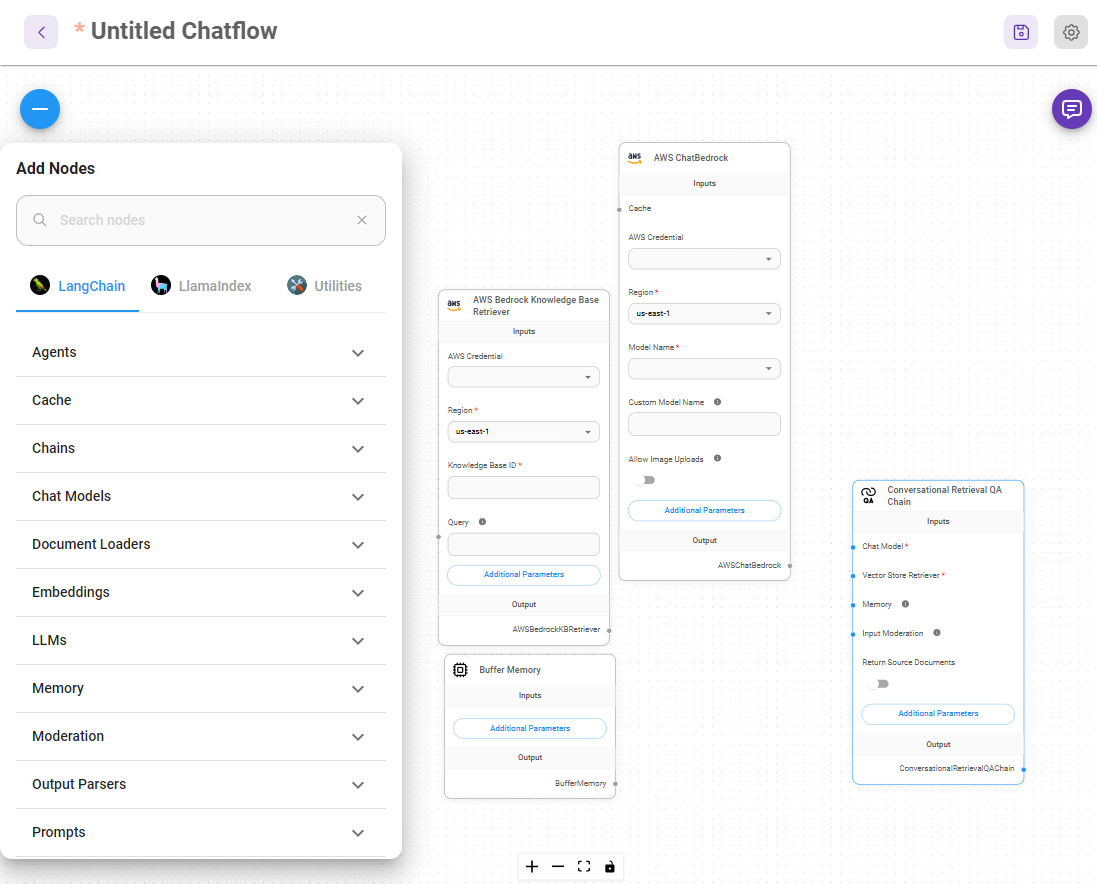 * Untitled Chatflow
Add Nodes
Search nodes
LangChain
LlamaIndex
Utilities
Agents
Cache
Chains
Chat Models
Document Loaders
Embeddings
LLMs
Memory
Moderation
Output Parsers
Prompts
aws
AWS Bedrock Knowledge Base
Retriever
Inputs
AWS Credential
Region *
us-east-1
Knowledge Base ID *
Query
Additional Parameters
Output
AWSBedrockKBRetriever
Buffer Memory
Inputs
Additional Parameters
Output
BufferMemory
aws
AWS ChatBedrock
Inputs
Cache
AWS Credential
Region *
us-east-1
Model Name *
Custom Model Name
Allow Image Uploads
Additional Parameters
Output
AWSChatBedrock
QA
Conversational Retrieval QA
Chain
Inputs
Chat Model *
Vector Store Retriever *
Memory
Input Moderation
Return Source Documents
Additional Parameters
Output
ConversationalRetrievalQAChain